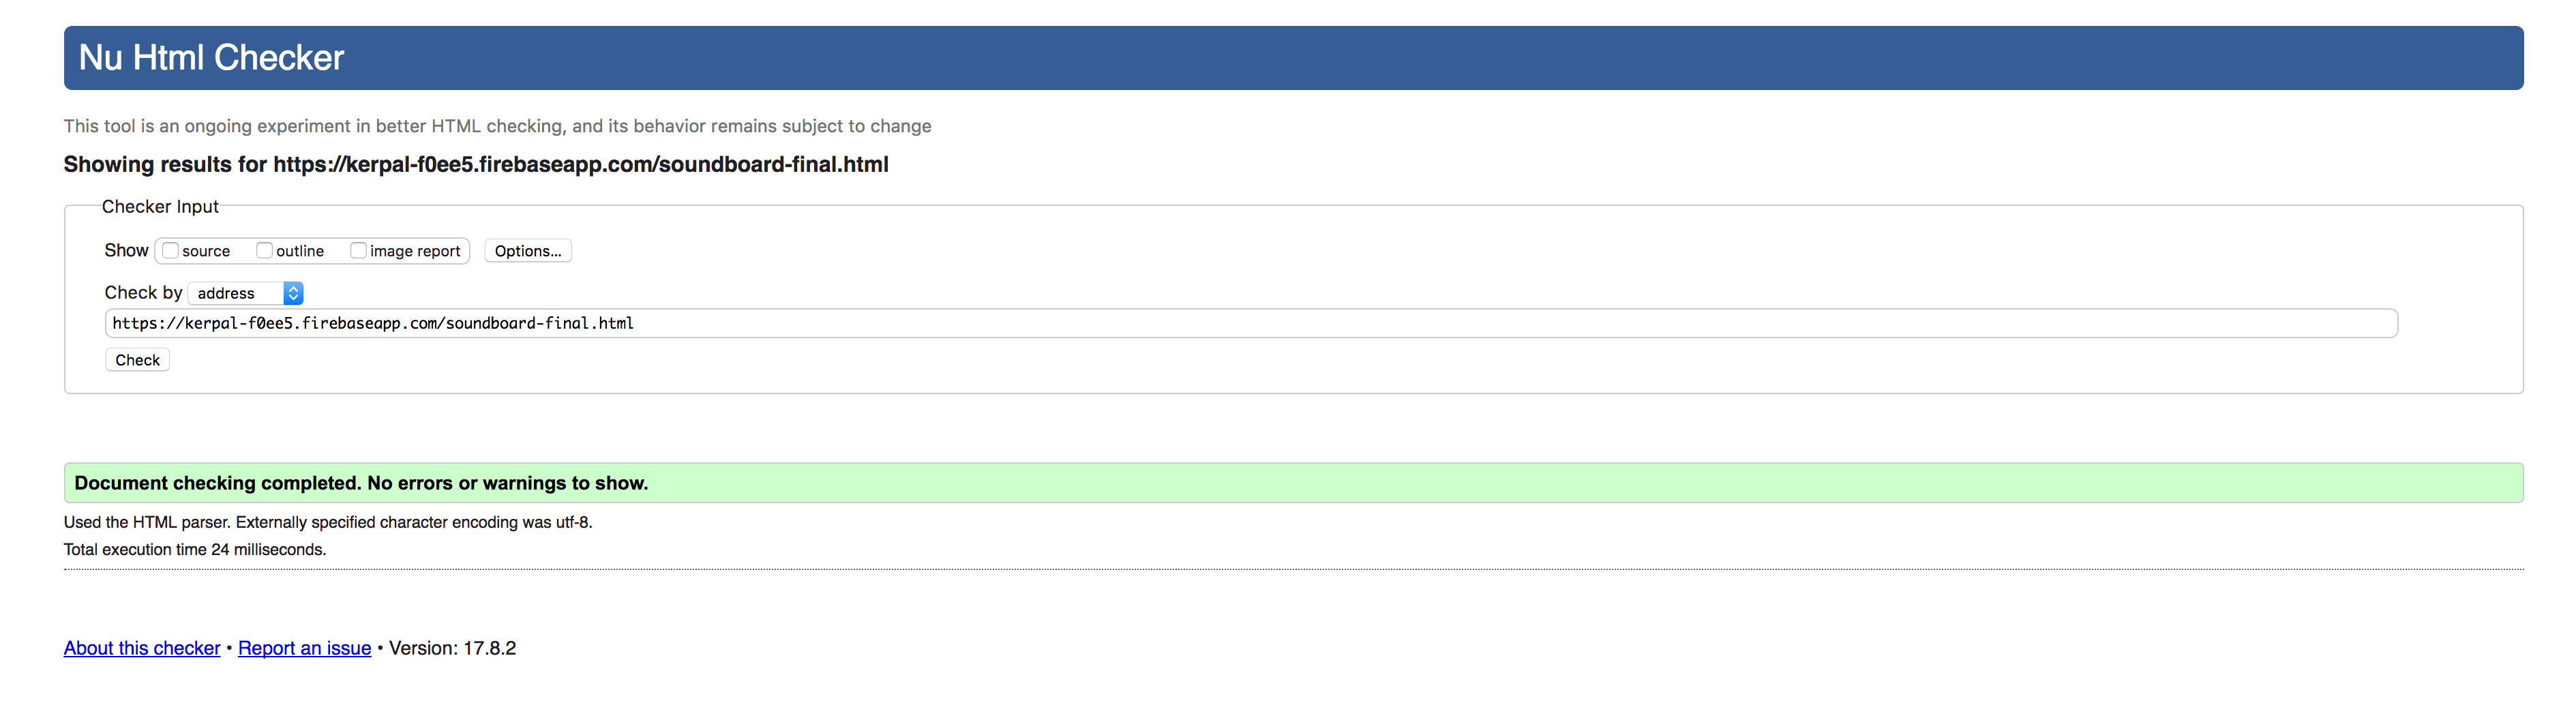 Nu Html Checker
This tool is an ongoing experiment in better HTML checking, and its behavior remains subject to change
Showing results for https://kerpal-f0ee5.firebaseapp.com/soundboard-final.html
Checker Input
Show source outline image report Options...
Check by address
https://kerpal-f0ee5.firebaseapp.com/soundboard-final.html
Check
Document checking completed. No errors or warnings to show.
Used the HTML parser. Externally specified character encoding was utf-8.
Total execution time 24 milliseconds.
About this checker • Report an issue • Version: 17.8.2